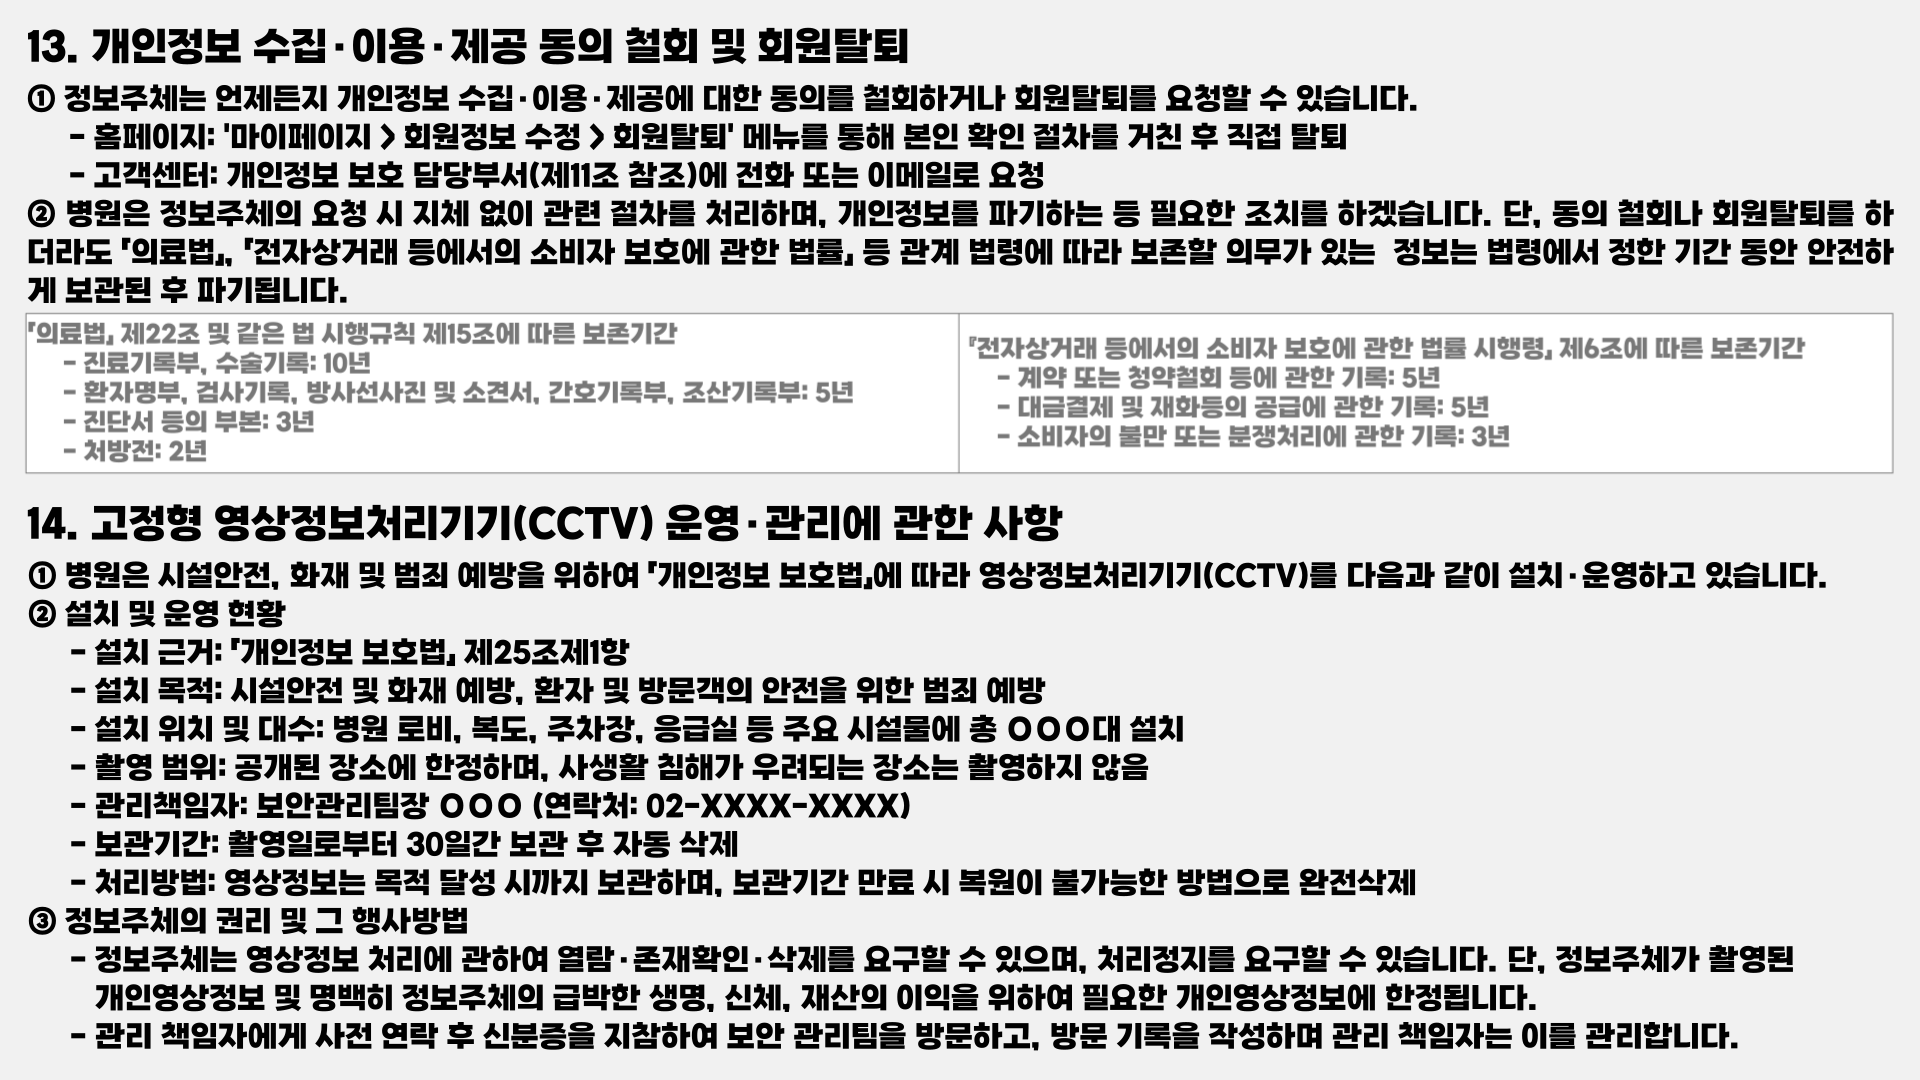 13. 개인정보 수집·이용·제공 동의 철회 및 회원탈퇴
① 정보주체는 언제든지 개인정보 수집·이용·제공에 대한 동의를 철회하거나 회원탈퇴를 요청할 수 있습니다.
- 홈페이지: '마이페이지 > 회원정보 수정 > 회원탈퇴' 메뉴를 통해 본인 확인 절차를 거친 후 직접 탈퇴
- 고객센터: 개인정보 보호 담당부서(제11조 참조)에 전화 또는 이메일로 요청
② 병원은 정보주체의 요청 시 지체 없이 관련 절차를 처리하며, 개인정보를 파기하는 등 필요한 조치를 하겠습니다. 단, 동의 철회나 회원탈퇴를 하
더라도 「의료법」, 「전자상거래 등에서의 소비자 보호에 관한 법률」 등 관계 법령에 따라 보존할 의무가 있는 정보는 법령에서 정한 기간 동안 안전하
게 보관된 후 파기됩니다.
「의료법」 제22조 및 같은 법 시행규칙 제15조에 따른 보존기간
- 진료기록부, 수술기록: 10년
- 환자명부, 검사기록, 방사선사진 및 소견서, 간호기록부, 조산기록부: 5년
- 진단서 등의 부본: 3년
- 처방전: 2년
『전자상거래 등에서의 소비자 보호에 관한 법률 시행령」 제6조에 따른 보존기간
- 계약 또는 청약철회 등에 관한 기록: 5년
- 대금결제 및 재화등의 공급에 관한 기록: 5년
- 소비자의 불만 또는 분쟁처리에 관한 기록: 3년
14. 고정형 영상정보처리기기(CCTV) 운영·관리에 관한 사항
① 병원은 시설안전, 화재 및 범죄 예방을 위하여 「개인정보 보호법」에 따라 영상정보처리기기(CCTV)를 다음과 같이 설치·운영하고 있습니다.
② 설치 및 운영 현황
- 설치 근거: 「개인정보 보호법」 제25조제1항
- 설치 목적: 시설안전 및 화재 예방, 환자 및 방문객의 안전을 위한 범죄 예방
- 설치 위치 및 대수: 병원 로비, 복도, 주차장, 응급실 등 주요 시설물에 총 ○○○대 설치
- 촬영 범위: 공개된 장소에 한정하며, 사생활 침해가 우려되는 장소는 촬영하지 않음
- 관리책임자: 보안관리팀장 ○○○ (연락처: 02-XXXX-XXXX)
- 보관기간: 촬영일로부터 30일간 보관 후 자동 삭제
- 처리방법: 영상정보는 목적 달성 시까지 보관하며, 보관기간 만료 시 복원이 불가능한 방법으로 완전삭제
③ 정보주체의 권리 및 그 행사방법
- 정보주체는 영상정보 처리에 관하여 열람·존재확인·삭제를 요구할 수 있으며, 처리정지를 요구할 수 있습니다. 단, 정보주체가 촬영된
개인영상정보 및 명백히 정보주체의 급박한 생명, 신체, 재산의 이익을 위하여 필요한 개인영상정보에 한정됩니다.
- 관리 책임자에게 사전 연락 후 신분증을 지참하여 보안 관리팀을 방문하고, 방문 기록을 작성하며 관리 책임자는 이를 관리합니다.